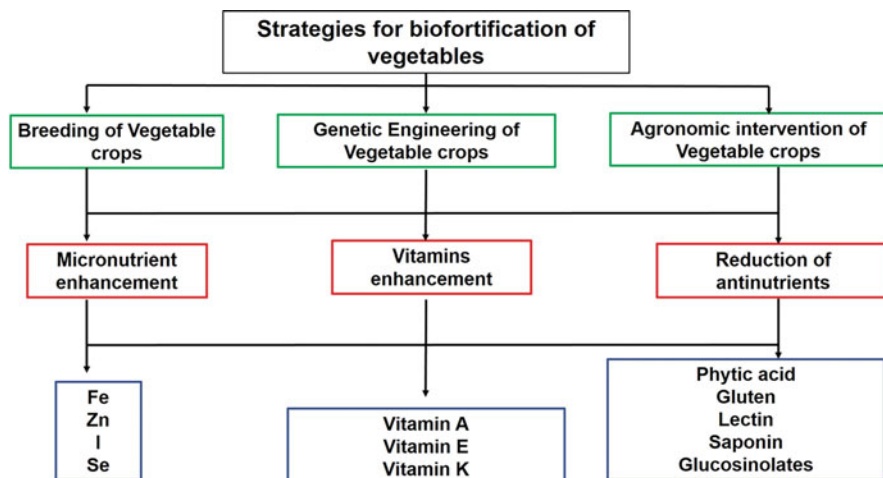 Strategies for biofortification of
vegetables
Breeding of Vegetable
crops
Genetic Engineering of
Vegetable crops
Agronomic intervention of
Vegetable crops
Micronutrient
enhancement
Vitamins
enhancement
Reduction of
antinutrients
Fe
Zn
I
Se
Vitamin A
Vitamin E
Vitamin K
Phytic acid
Gluten
Lectin
Saponin
Glucosinolates